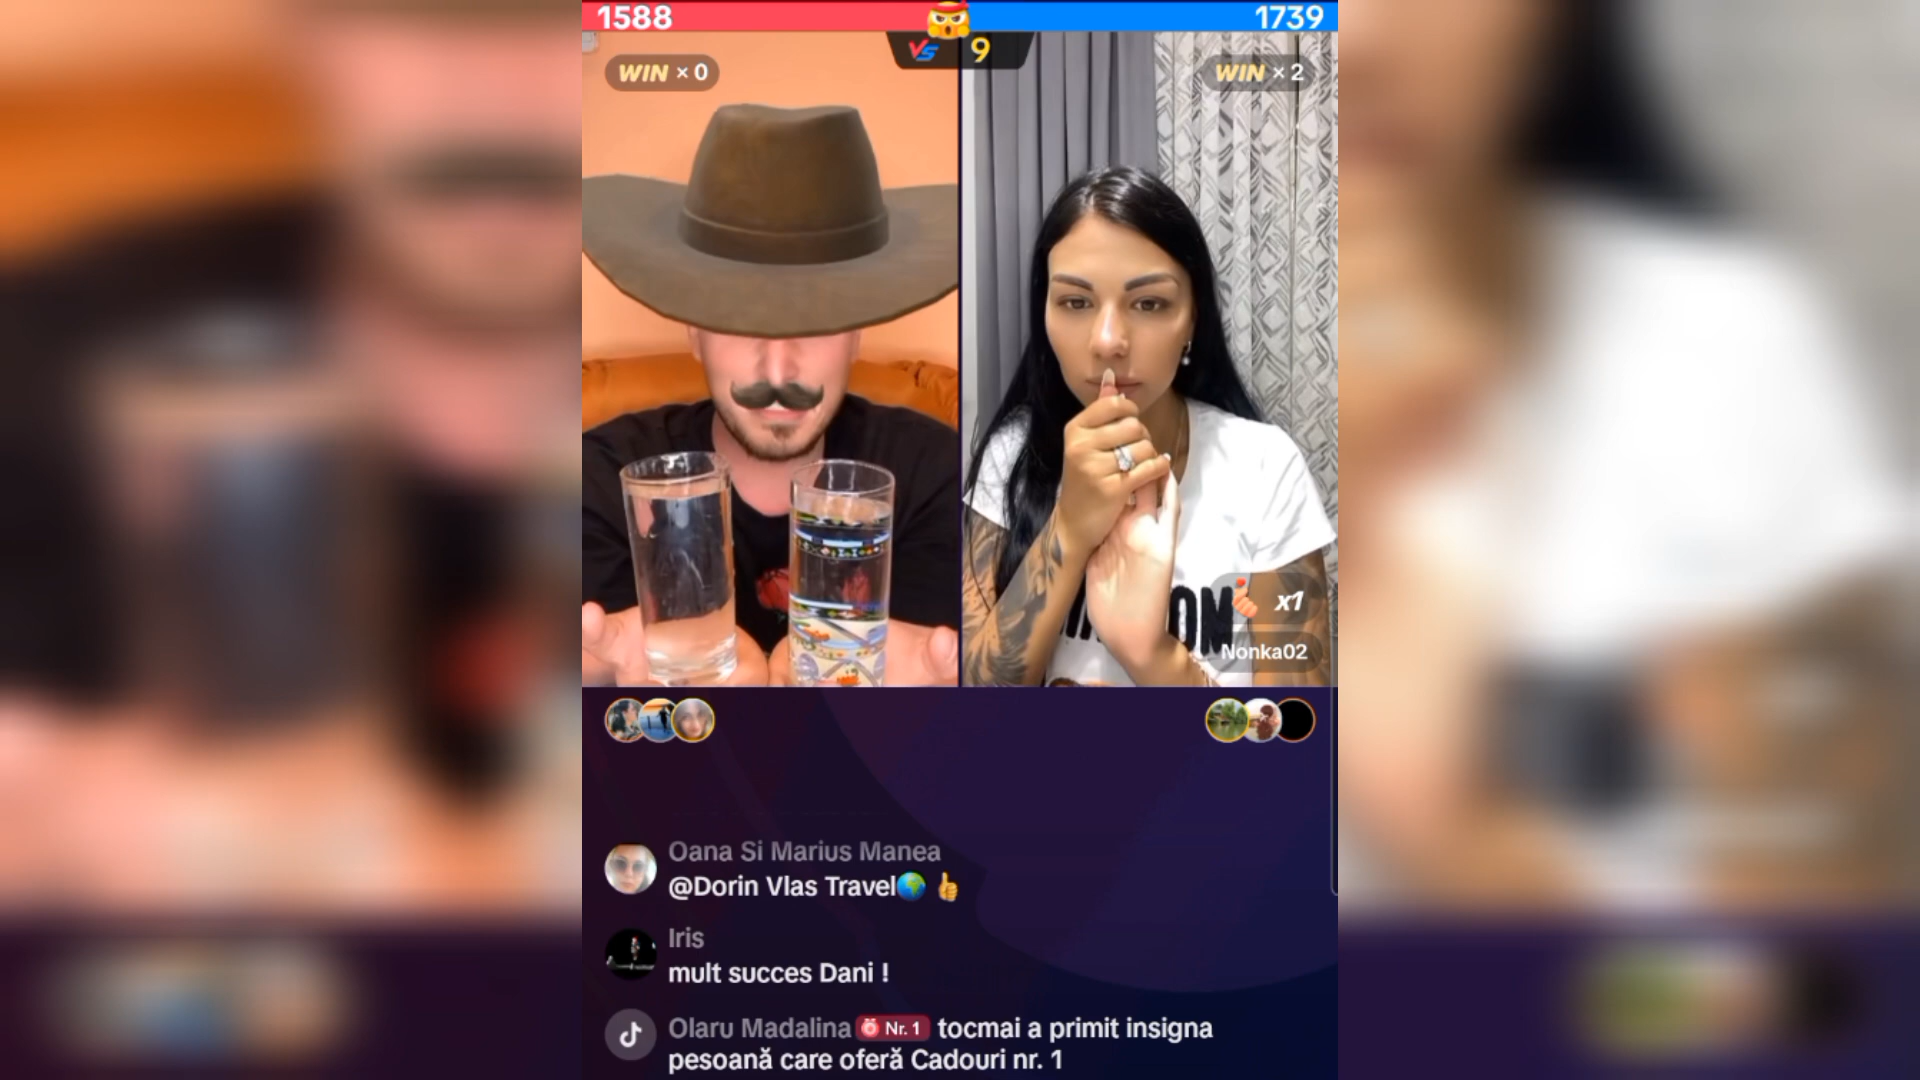 1588
1739
VS 9
WIN × 0
WIN × 2
x1
Nonka02
Oana Si Marius Manea
@Dorin Vlas Travel🌍 👍
Iris
mult succes Dani !
Olaru Madalina Nr. 1 tocmai a primit insigna
pesoană care oferă Cadouri nr. 1